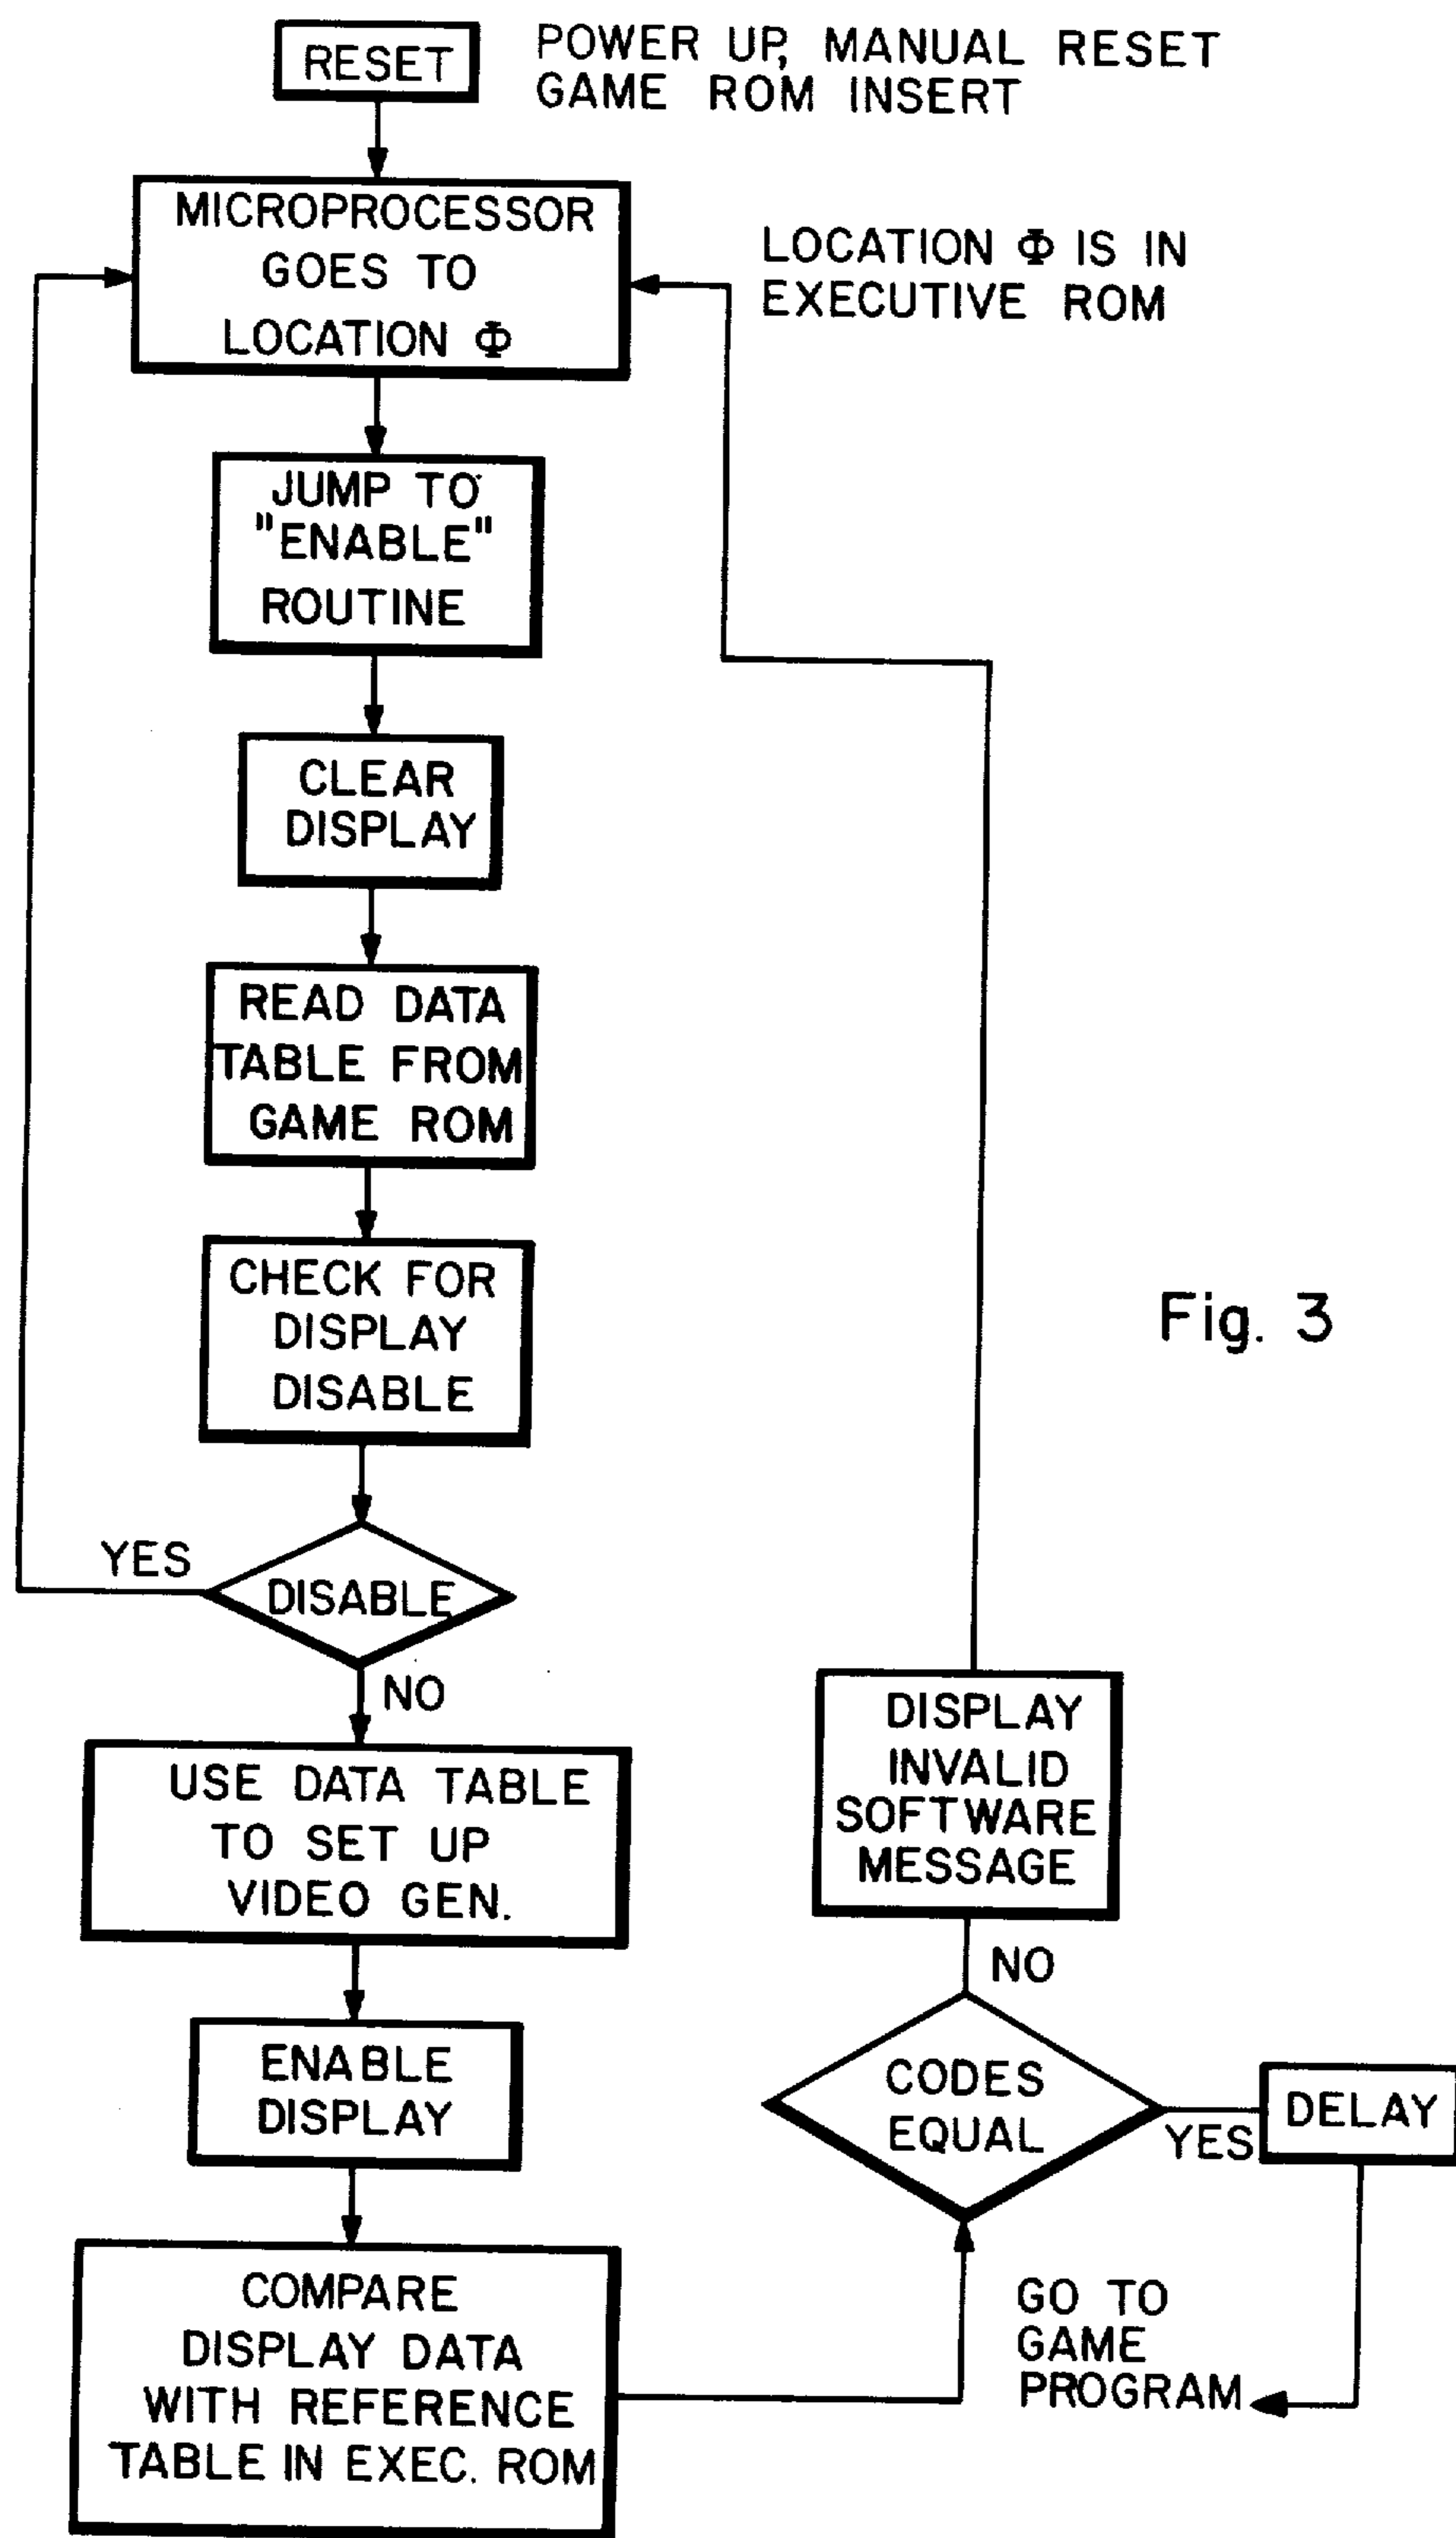 RESET
POWER UP, MANUAL RESET
GAME ROM INSERT
MICROPROCESSOR
GOES TO
LOCATION Φ
LOCATION Φ IS IN
EXECUTIVE ROM
JUMP TO
"ENABLE"
ROUTINE
CLEAR
DISPLAY
READ DATA
TABLE FROM
GAME ROM
CHECK FOR
DISPLAY
DISABLE
Fig. 3
YES
DISABLE
NO
USE DATA TABLE
TO SET UP
VIDEO GEN.
ENABLE
DISPLAY
COMPARE
DISPLAY DATA
WITH REFERENCE
TABLE IN EXEC. ROM
DISPLAY
INVALID
SOFTWARE
MESSAGE
NO
CODES
EQUAL
YES
DELAY
GO TO
GAME
PROGRAM